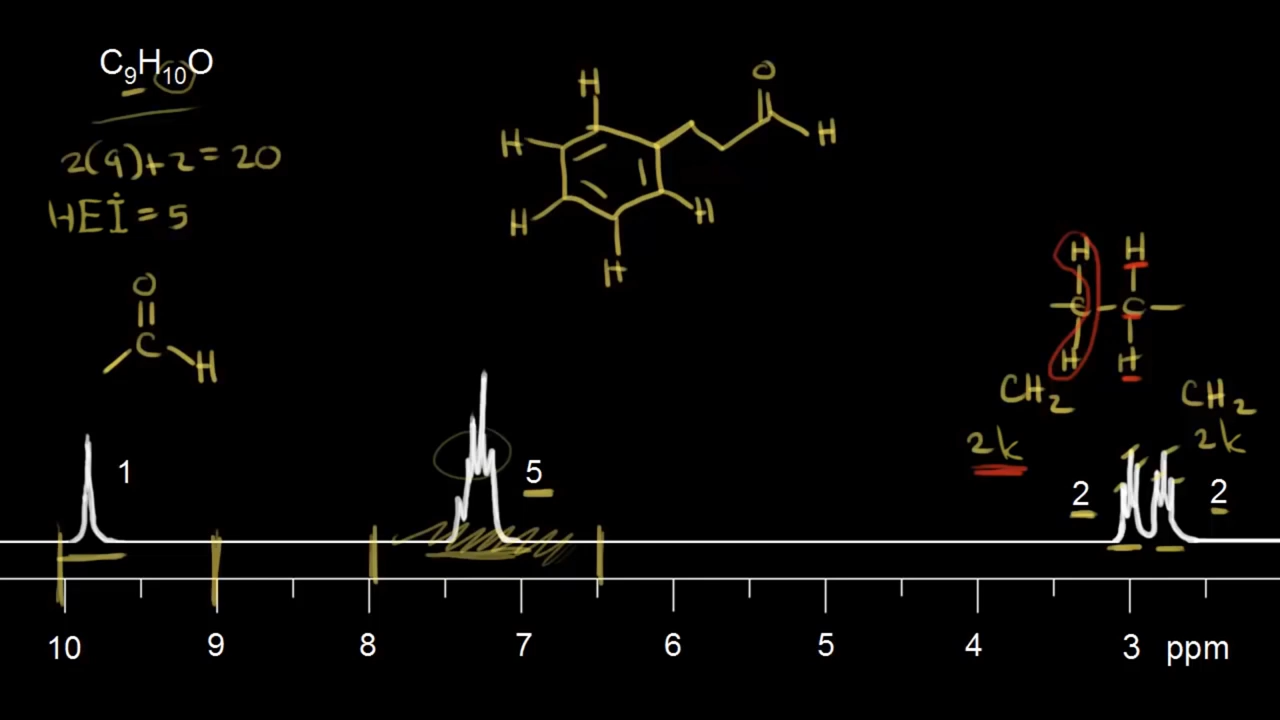 C9H10O
2(9)+2=20
HEI=5
O
C
H
H
H
H
H
H
O
H
H H
C C
H H
CH2 CH2
2k 2k
1
5
2
2
10 9 8 7 6 5 4 3 ppm